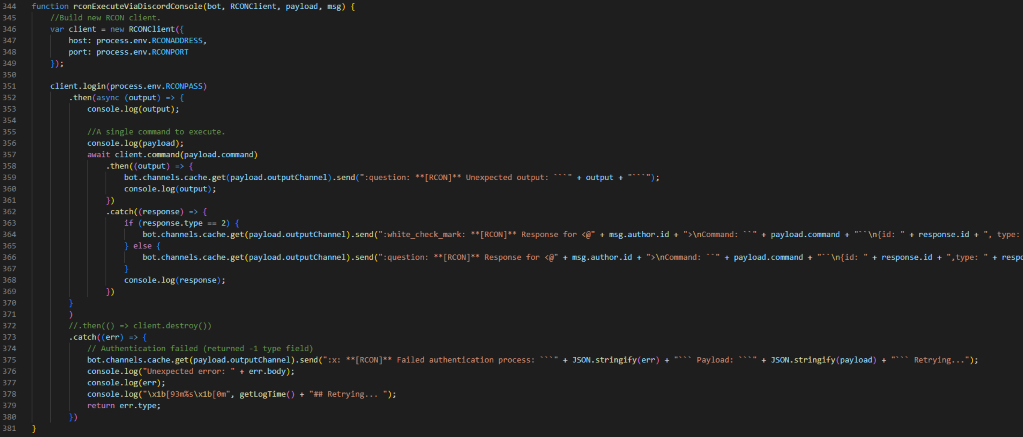 344 function rconExecuteViaDiscordConsole(bot, RCONClient, payload, msg) {
345 //Build new RCON client.
346 var client = new RCONClient({
347 host: process.env.RCONADDRESS,
348 port: process.env.RCONPORT
349 });
350
351 client.login(process.env.RCONPASS)
352 .then(async (output) => {
353 console.log(output);
354
355 //A single command to execute.
356 console.log(payload);
357 await client.command(payload.command)
358 .then((output) => {
359 bot.channels.cache.get(payload.outputChannel).send(":question: **[RCON]** Unexpected output: ```" + output + "```");
360 console.log(output);
361 })
362 .catch((response) => {
363 if (response.type == 2) {
364 bot.channels.cache.get(payload.outputChannel).send(":white_check_mark: **[RCON]** Response for <@" + msg.author.id + ">\nCommand: ``" + payload.command + "``\n{id: " + response.id + ", type:
365 } else {
366 bot.channels.cache.get(payload.outputChannel).send(":question: **[RCON]** Response for <@" + msg.author.id + ">\nCommand: ``" + payload.command + "``\n{id: " + response.id + ",type: " + respo
367 }
368 console.log(response);
369 })
370 }
371 )
372 //.then(() => client.destroy())
373 .catch((err) => {
374 // Authentication failed (returned -1 type field)
375 bot.channels.cache.get(payload.outputChannel).send(":x: **[RCON]** Failed authentication process: ```" + JSON.stringify(err) + "``` Payload: ```" + JSON.stringify(payload) + "``` Retrying...");
376 console.log("Unexpected error: " + err.body);
377 console.log(err);
378 console.log("\x1b[93m%s\x1b[0m", getLogTime() + "## Retrying... ");
379 return err.type;
380 })
381 }